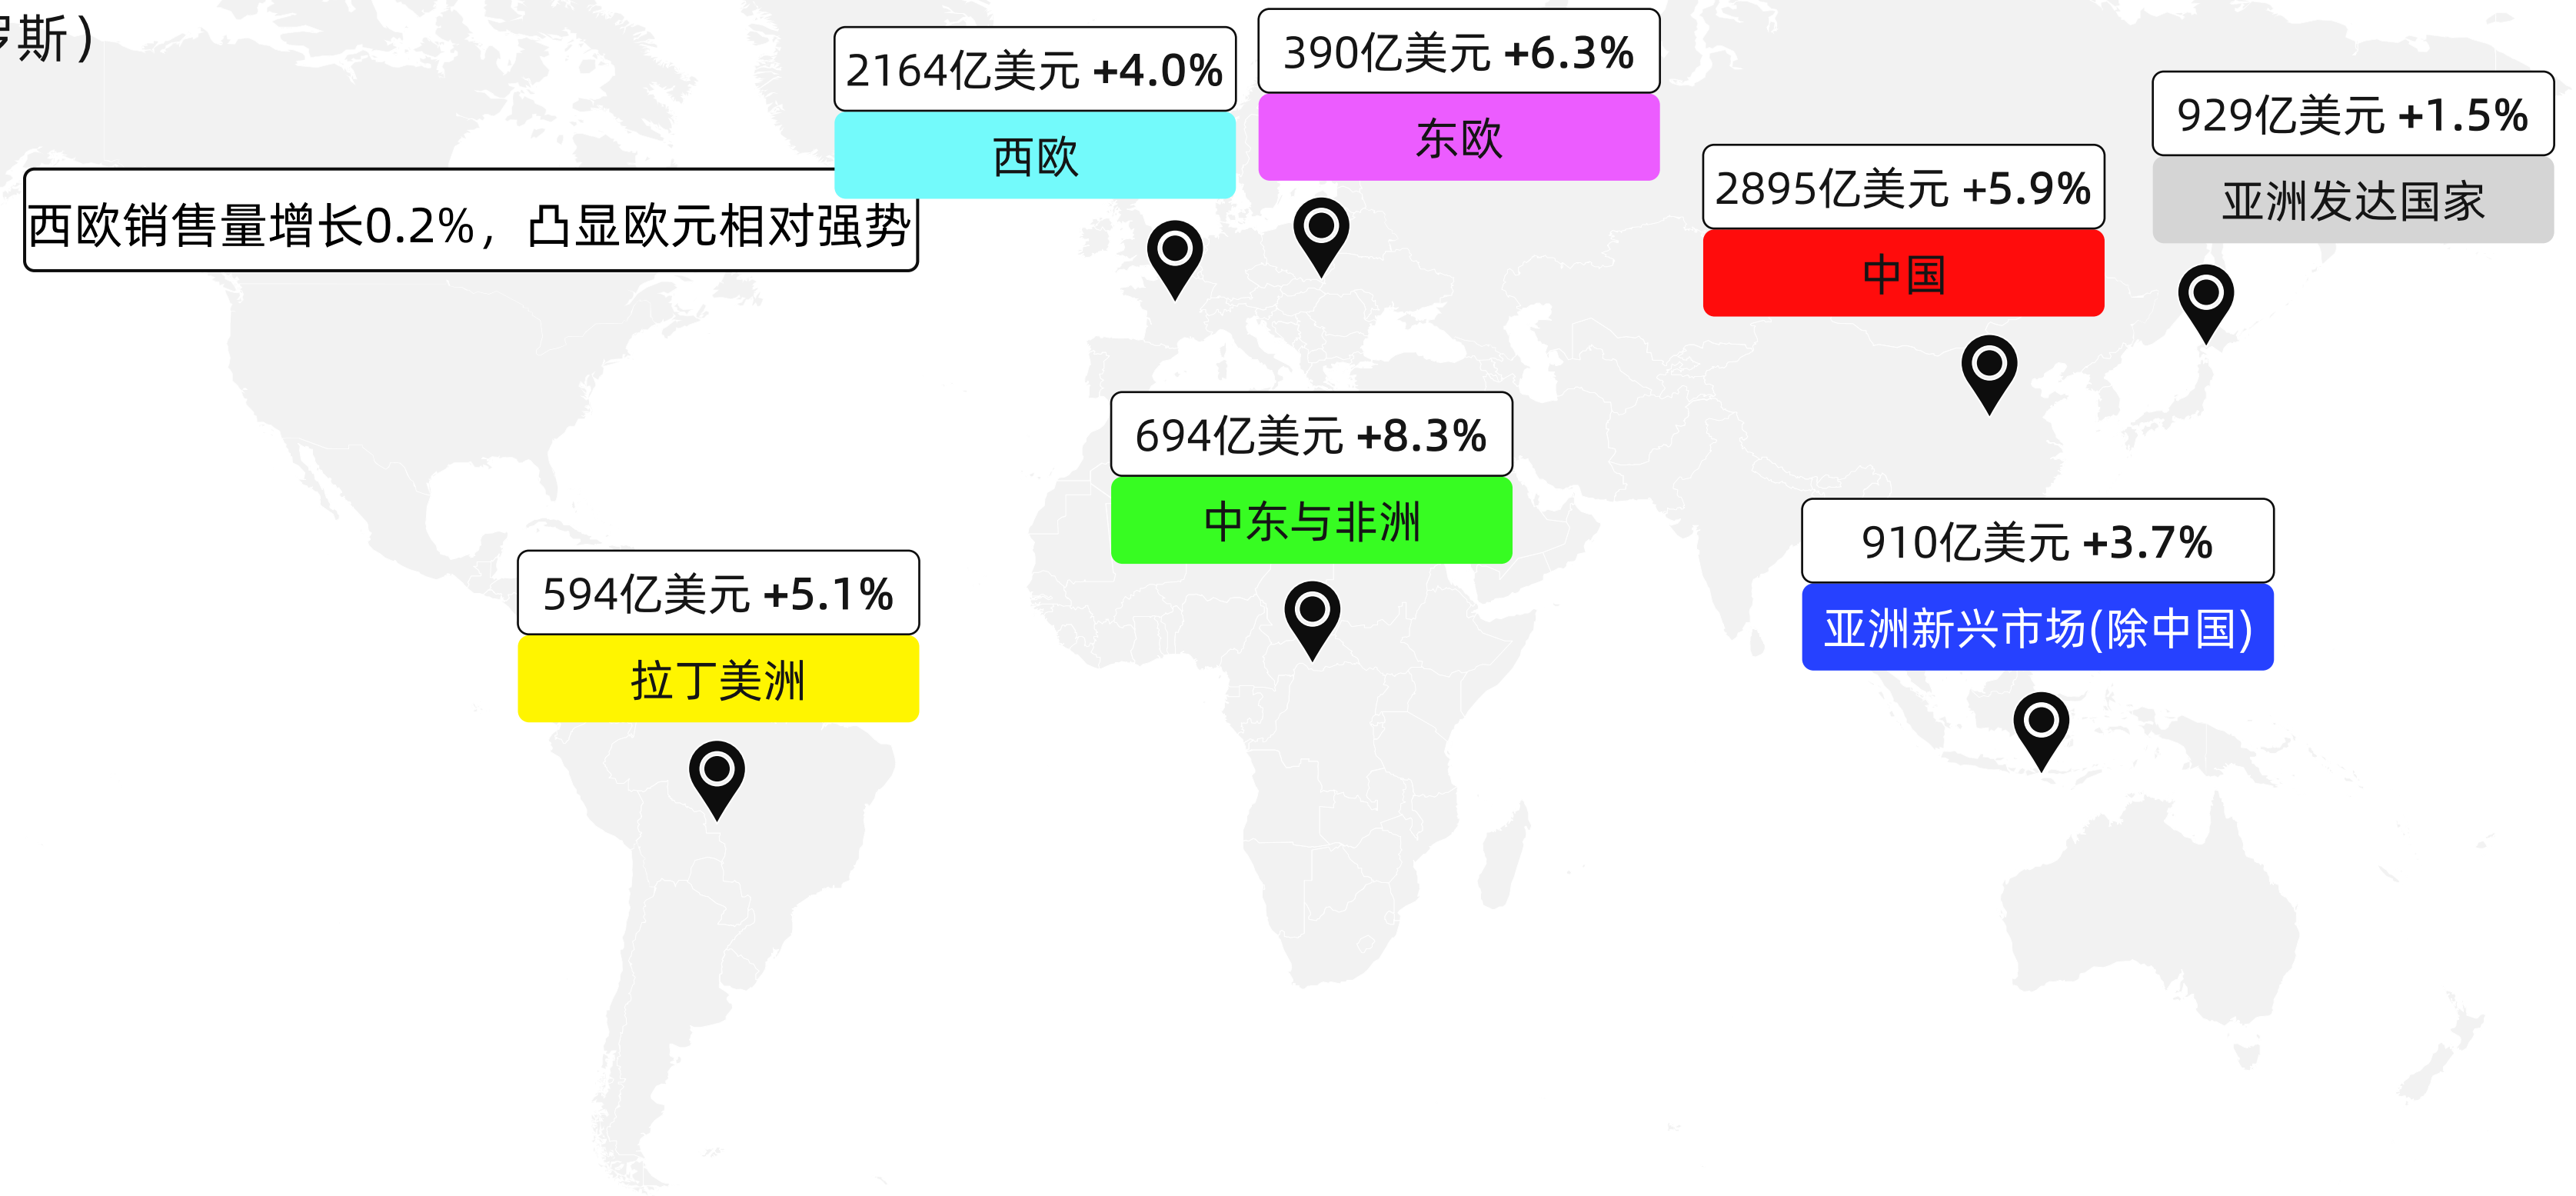 斯）
2164亿美元 +4.0%
西欧
390亿美元 +6.3%
东欧
929亿美元 +1.5%
亚洲发达国家
2895亿美元 +5.9%
中国
西欧销售量增长0.2%，凸显欧元相对强势
694亿美元 +8.3%
中东与非洲
910亿美元 +3.7%
亚洲新兴市场(除中国)
594亿美元 +5.1%
拉丁美洲